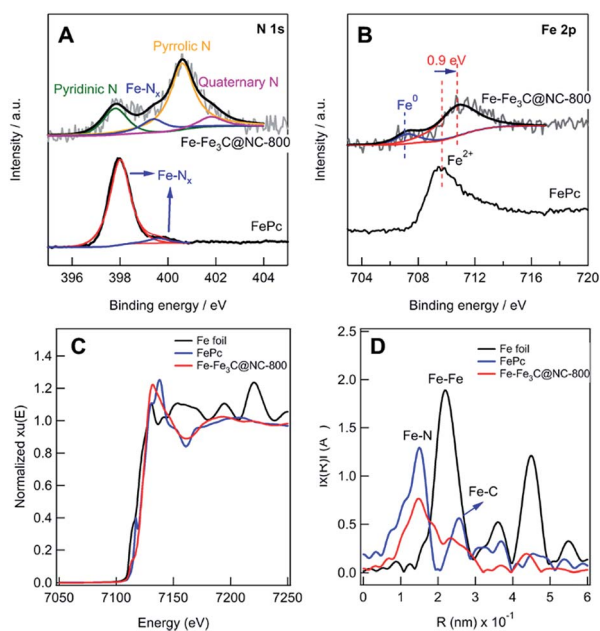 A
N 1s
Pyrrolic N
Pyridinic N
Fe-Nₓ
Quaternary N
Fe-Fe₃C@NC-800
Fe-Nₓ
FePc
Intensity / a.u.
396 398 400 402 404
Binding energy / eV
B
Fe 2p
0.9 eV
Fe⁰
Fe-Fe₃C@NC-800
Fe²⁺
FePc
Intensity / a.u.
704 708 712 716 720
Binding energy / eV
C
Fe foil
FePc
Fe-Fe₃C@NC-800
Normalized xu(E)
1.4
1.2
1.0
0.8
0.6
0.4
0.2
0.0
7050 7100 7150 7200 7250
Energy (eV)
D
Fe foil
FePc
Fe-Fe₃C@NC-800
Fe-Fe
Fe-N
Fe-C
|x(R)| (A )
2.5
2.0
1.5
1.0
0.5
0
0 1 2 3 4 5 6
R (nm) x 10⁻¹